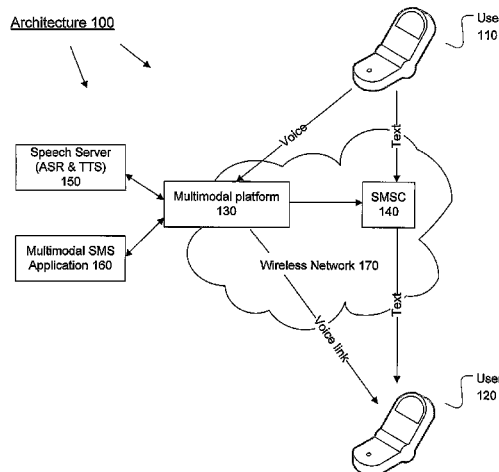 Architecture 100
Use
110
Voice
Text
Speech Server
(ASR & TTS)
150
Multimodal platform
130
SMSC
140
Multimodal SMS
Application 160
Wireless Network 170
Voice link
Text
Use
120